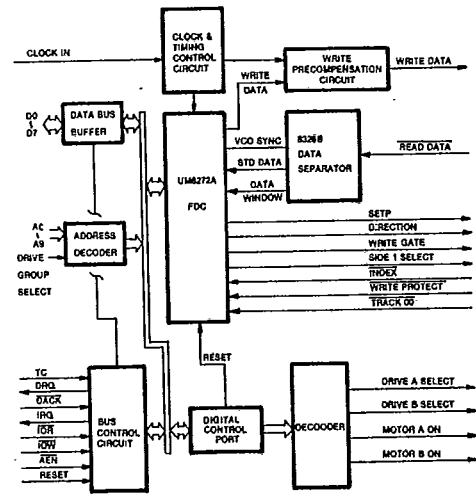 CLOCK &
TIMING
CONTROL
CIRCUIT
CLOCK IN
WRITE
PRECOMPENSATION
CIRCUIT
WRITE DATA
WRITE
DATA
D0
D7
DATA BUS
BUFFER
VCO SYNC
STD DATA
DATA
WINDOW
8326B
DATA
SEPARATOR
READ DATA
UM8272A
FDC
A0
A9
DRIVE
GROUP
SELECT
ADDRESS
DECODER
SETP
DIRECTION
WRITE GATE
SIDE 1 SELECT
INDEX
WRITE PROTECT
TRACK 00
RESET
TC
DRQ
DACK
IRQ
IOR
IOW
AEN
RESET
BUS
CONTROL
CIRCUIT
DIGITAL
CONTROL
PORT
DECODDER
DRIVE A SELECT
DRIVE B SELECT
MOTOR A ON
MOTOR B ON